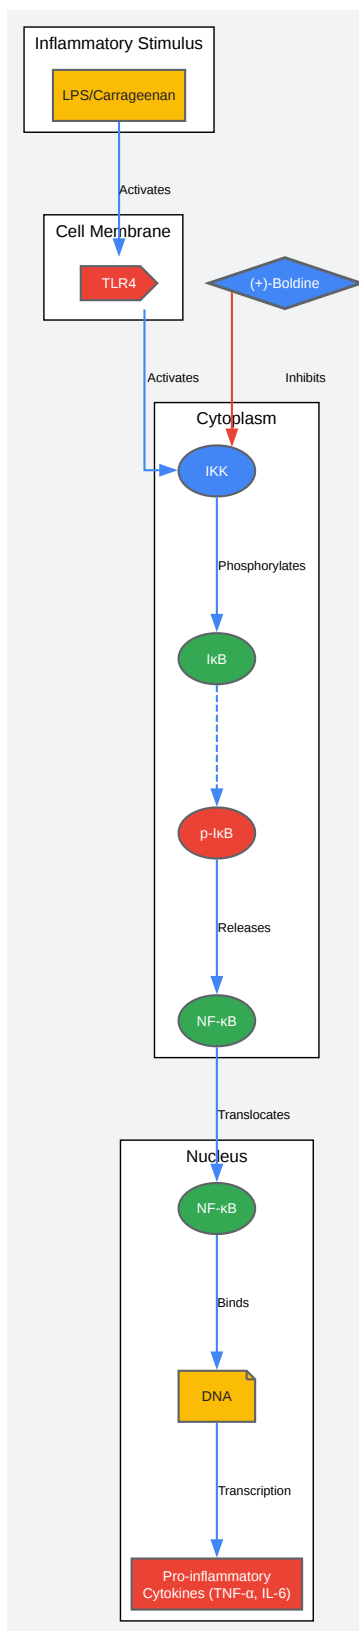 Inflammatory Stimulus
LPS/Carrageenan
Activates
Cell Membrane
TLR4
(+)-Boldine
Activates
Inhibits
Cytoplasm
IKK
Phosphorylates
IκB
p-IκB
Releases
NF-κB
Translocates
Nucleus
NF-κB
Binds
DNA
Transcription
Pro-inflammatory
Cytokines (TNF-α, IL-6)